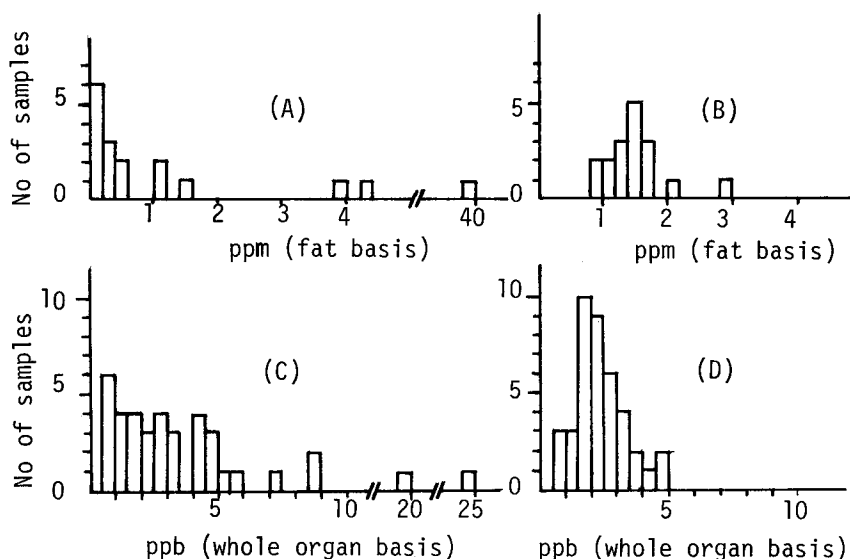 No of samples
5
0
(A)
1 2 3 4 40
ppm (fat basis)
5
0
(B)
1 2 3 4
ppm (fat basis)
No of samples
10
5
0
(C)
5 10 20 25
ppb (whole organ basis)
10
5
0
(D)
5 10
ppb (whole organ basis)